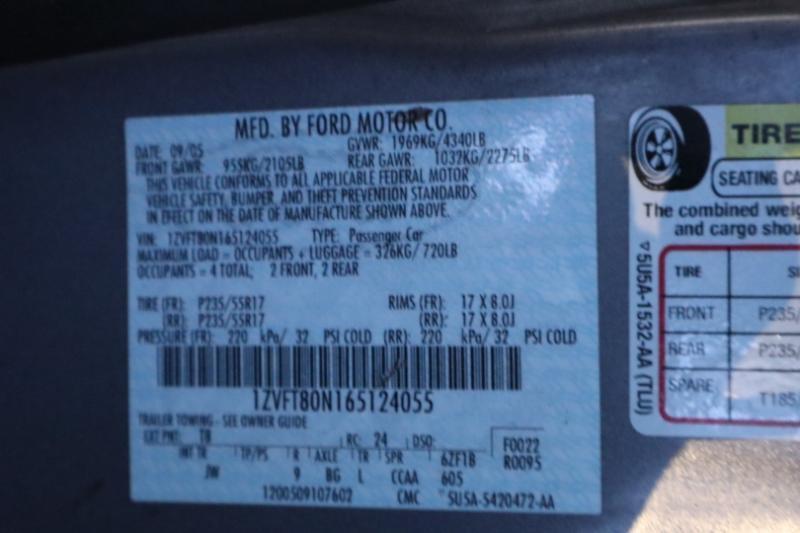 MFD. BY FORD MOTOR CO.
DATE: 09/05 GVWR: 1969KG/4340LB
FRONT GAWR: 955KG/2105LB REAR GAWR: 1032KG/2275LB
THIS VEHICLE CONFORMS TO ALL APPLICABLE FEDERAL MOTOR
VEHICLE SAFETY, BUMPER, AND THEFT PREVENTION STANDARDS
IN EFFECT ON THE DATE OF MANUFACTURE SHOWN ABOVE.
VIN: 1ZVFT80N165124055 TYPE: Passenger Car
MAXIMUM LOAD = OCCUPANTS + LUGGAGE = 326KG/720LB
OCCUPANTS = 4 TOTAL; 2 FRONT, 2 REAR
TIRE (FR): P235/55R17 RIMS (FR): 17 X 8.0J
(RR): P235/55R17 (RR): 17 X 8.0J
PRESSURE (FR): 220 kPa/ 32 PSI COLD (RR): 220 kPa/ 32 PSI COLD
1ZVFT80N165124055
TRAILER TOWING - SEE OWNER GUIDE
EXT PNT: T8 RC: 24 DSO: F0022
INT TR TP/PS R AXLE TR SPR 6ZF1B R0095
JW 9 BG L CCAA 605
1200509107602 CMC ▽5U5A-5420472-AA
TIRE
SEATING CA
The combined weig
and cargo shou
TIRE SI
FRONT P235/
REAR P235/
SPARE T185
▽5U5A-1532-AA (TLU)